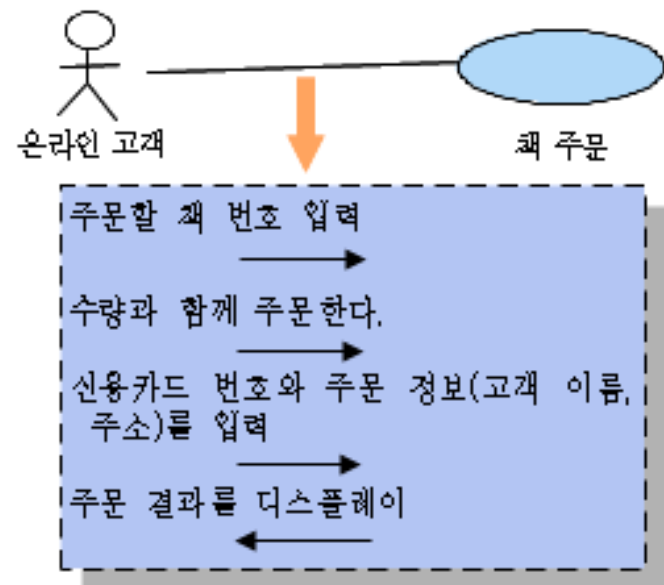 온라인 고객
책 주문
주문할 책 번호 입력
수량과 함께 주문한다.
신용카드 번호와 주문 정보(고객 이름,
주소)를 입력
주문 결과를 디스플레이